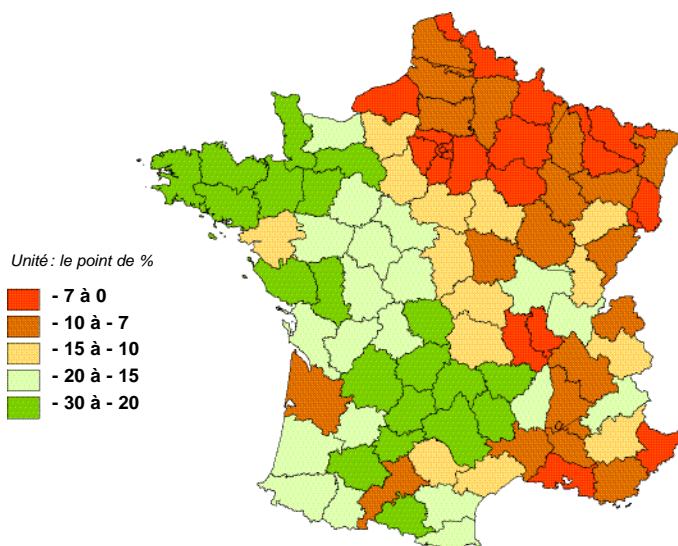 Unité : le point de %
- 7 à 0
- 10 à - 7
- 15 à - 10
- 20 à - 15
- 30 à - 20